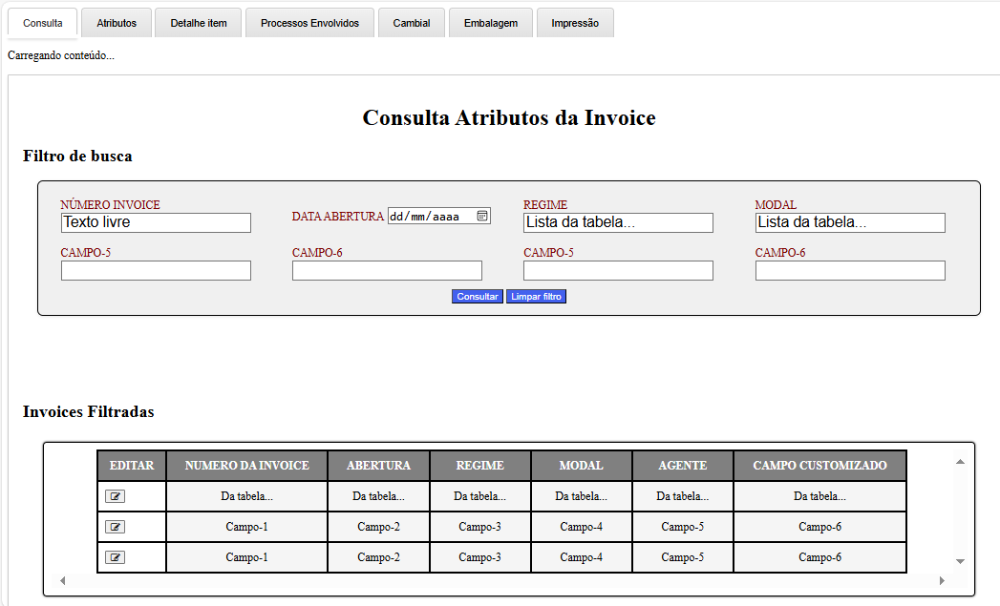 Consulta Atributos Detalhe item Processos Envolvidos Cambial Embalagem Impressão
Carregando conteúdo...
Consulta Atributos da Invoice
Filtro de busca
NÚMERO INVOICE DATA ABERTURA dd/mm/aaaa REGIME MODAL
Texto livre Lista da tabela... Lista da tabela...
CAMPO-5 CAMPO-6 CAMPO-5 CAMPO-6
Consultar Limpar filtro
Invoices Filtradas
EDITAR NUMERO DA INVOICE ABERTURA REGIME MODAL AGENTE CAMPO CUSTOMIZADO
Da tabela... Da tabela... Da tabela... Da tabela... Da tabela... Da tabela...
Campo-1 Campo-2 Campo-3 Campo-4 Campo-5 Campo-6
Campo-1 Campo-2 Campo-3 Campo-4 Campo-5 Campo-6